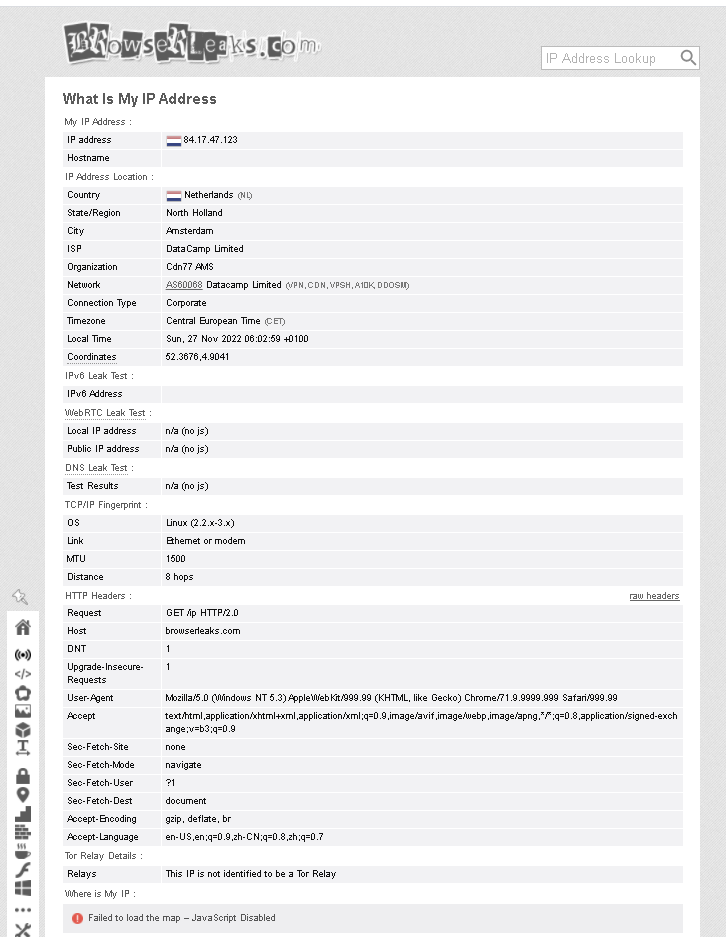 BROwseRLeaks.com
IP Address Lookup
What Is My IP Address
My IP Address :
IP address 84.17.47.123
Hostname
IP Address Location :
Country Netherlands (NL)
State/Region North Holland
City Amsterdam
ISP DataCamp Limited
Organization Cdn77 AMS
Network AS60068 Datacamp Limited (VPN, CDN, VPSH, A10K, DDOSM)
Connection Type Corporate
Timezone Central European Time (CET)
Local Time Sun, 27 Nov 2022 06:02:59 +0100
Coordinates 52.3676,4.9041
IPv6 Leak Test :
IPv6 Address
WebRTC Leak Test :
Local IP address n/a (no js)
Public IP address n/a (no js)
DNS Leak Test :
Test Results n/a (no js)
TCP/IP Fingerprint :
OS Linux (2.2.x-3.x)
Link Ethernet or modem
MTU 1500
Distance 8 hops
HTTP Headers : raw headers
Request GET /ip HTTP/2.0
Host browserleaks.com
DNT 1
Upgrade-Insecure- 1
Requests
User-Agent Mozilla/5.0 (Windows NT 5.3) AppleWebKit/999.99 (KHTML, like Gecko) Chrome/71.9.9999.999 Safari/999.99
Accept text/html,application/xhtml+xml,application/xml;q=0.9,image/avif,image/webp,image/apng,*/*;q=0.8,application/signed-exch
ange;v=b3;q=0.9
Sec-Fetch-Site none
Sec-Fetch-Mode navigate
Sec-Fetch-User ?1
Sec-Fetch-Dest document
Accept-Encoding gzip, deflate, br
Accept-Language en-US,en;q=0.9,zh-CN;q=0.8,zh;q=0.7
Tor Relay Details :
Relays This IP is not identified to be a Tor Relay
Where is My IP :
Failed to load the map – JavaScript Disabled